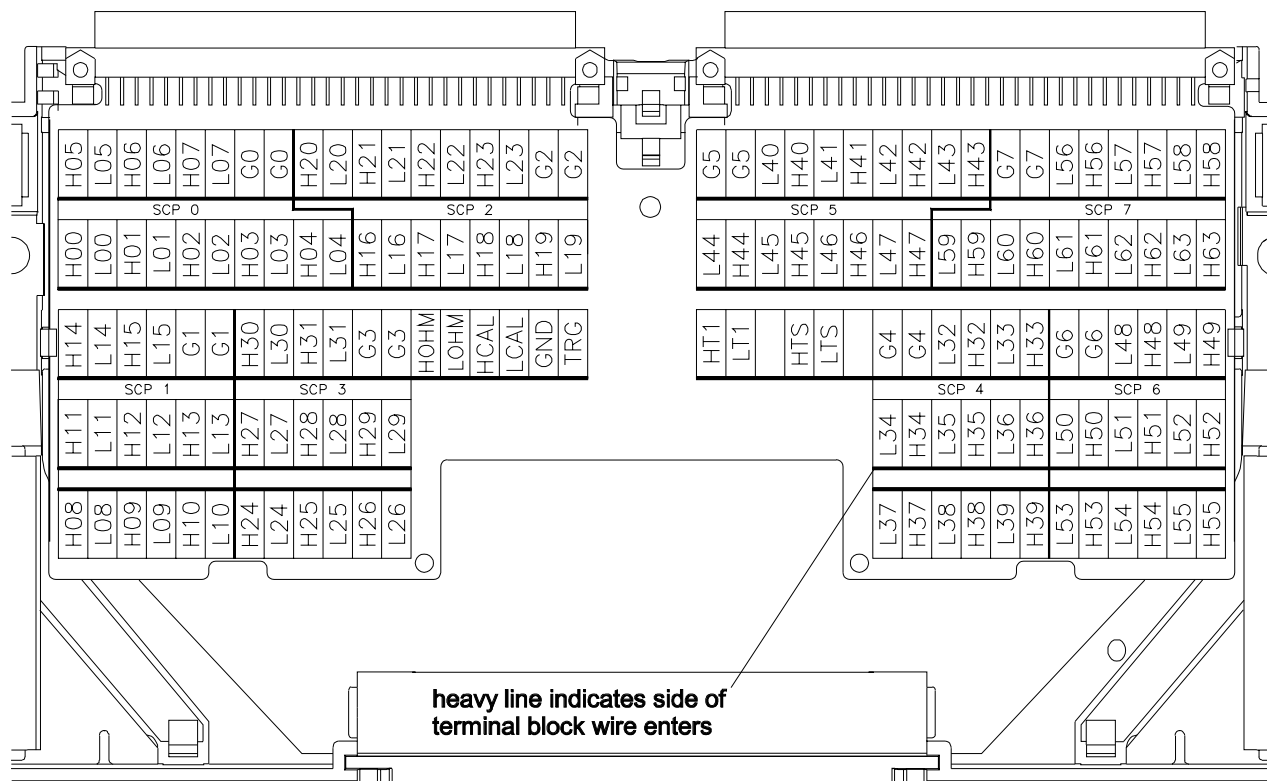 H05 L05 H06 L06 H07 L07 G0 G0 H20 L20 H21 L21 H22 L22 H23 L23 G2 G2
SCP 0 SCP 2
H00 L00 H01 L01 H02 L02 H03 L03 H04 L04 H16 L16 H17 L17 H18 L18 H19 L19
H14 L14 H15 L15 G1 G1 H30 L30 H31 L31 G3 G3 HOHM LOHM HCAL LCAL GND TRG
SCP 1 SCP 3
H11 L11 H12 L12 H13 L13 H27 L27 H28 L28 H29 L29
H08 L08 H09 L09 H10 L10 H24 L24 H25 L25 H26 L26
G5 G5 L40 H40 L41 H41 L42 H42 L43 H43 G7 G7 L56 H56 L57 H57 L58 H58
SCP 5 SCP 7
L44 H44 L45 H45 L46 H46 L47 H47 L59 H59 L60 H60 L61 H61 L62 H62 L63 H63
HT1 LT1 HTS LTS G4 G4 L32 H32 L33 H33 G6 G6 L48 H48 L49 H49
SCP 4 SCP 6
L34 H34 L35 H35 L36 H36 L50 H50 L51 H51 L52 H52
L37 H37 L38 H38 L39 H39 L53 H53 L54 H54 L55 H55
heavy line indicates side of
terminal block wire enters